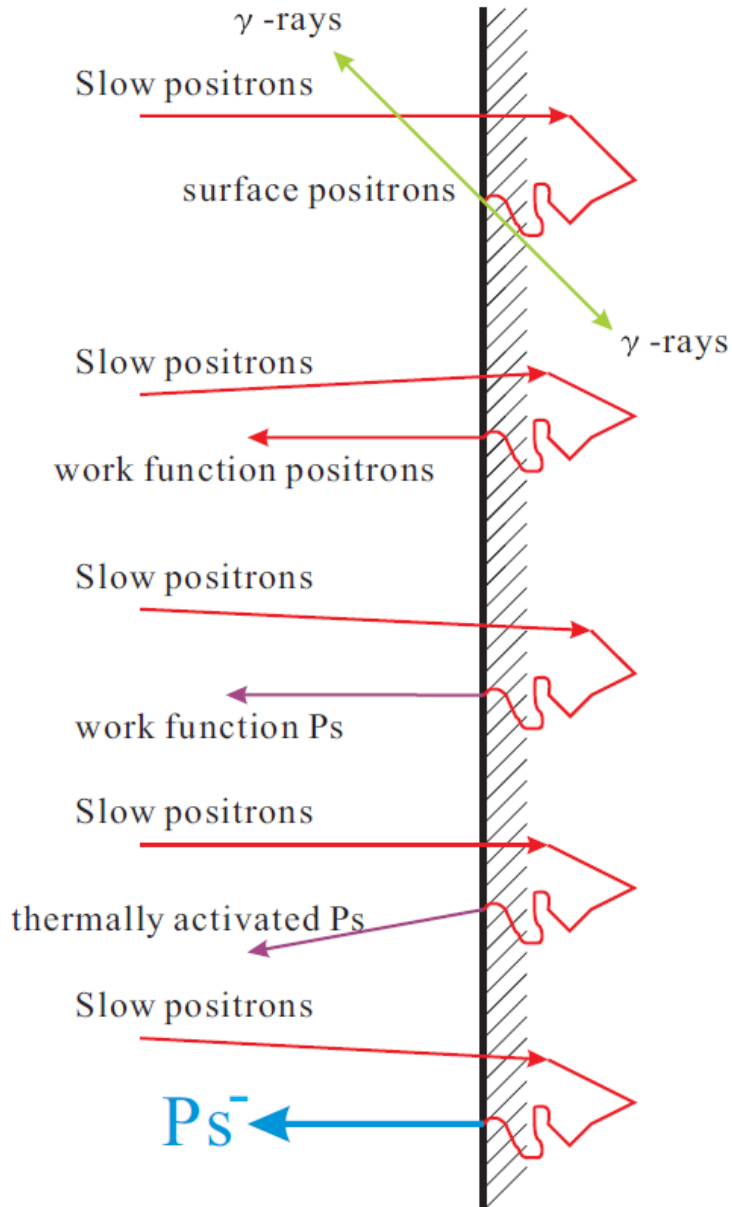 γ -rays
Slow positrons
surface positrons
γ -rays
Slow positrons
work function positrons
Slow positrons
work function Ps
Slow positrons
thermally activated Ps
Slow positrons
Ps⁻